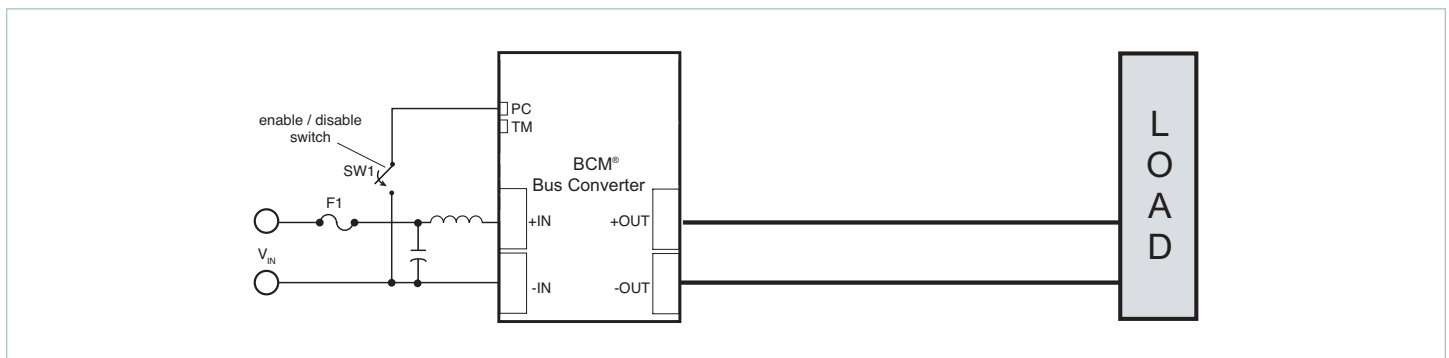 enable / disable
switch
SW1
F1
V_IN
PC
TM
BCM®
Bus Converter
+IN
+OUT
-IN
-OUT
L
O
A
D